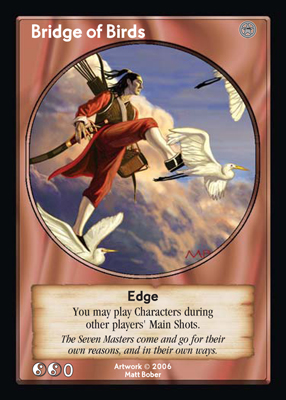 Bridge of Birds
Edge
You may play Characters during
other players' Main Shots.
The Seven Masters come and go for their
own reasons, and in their own ways.
0
Artwork © 2006
Matt Bober